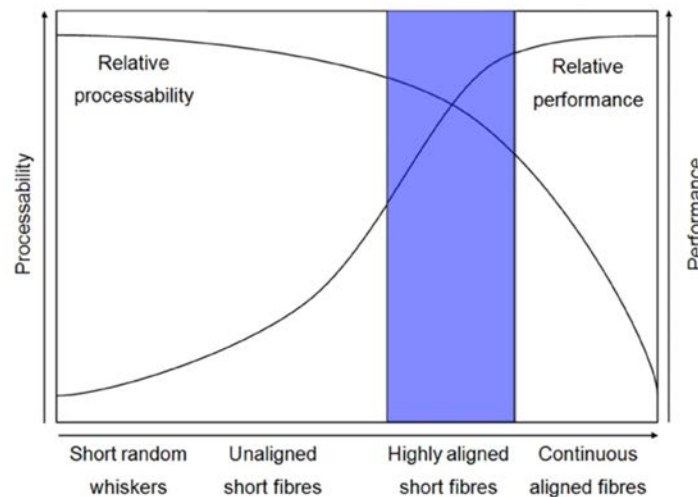 Relative
processability
Relative
performance
Processability
Performance
Short random
whiskers
Unaligned
short fibres
Highly aligned
short fibres
Continuous
aligned fibres